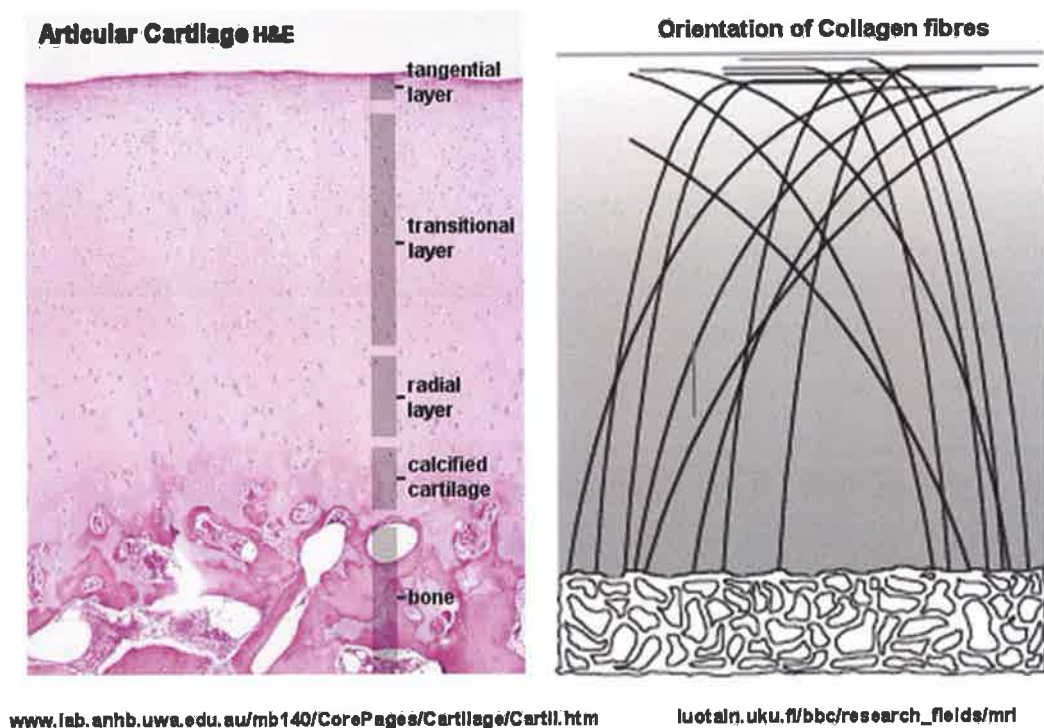 Articular Cartilage H&E
tangential
layer
transitional
layer
radial
layer
calcified
cartilage
bone
Orientation of Collagen fibres
www.lab.anhb.uwa.edu.au/mb140/CorePages/Cartilage/Cartil.htm
luotain.uku.fi/bbc/research_fields/mri